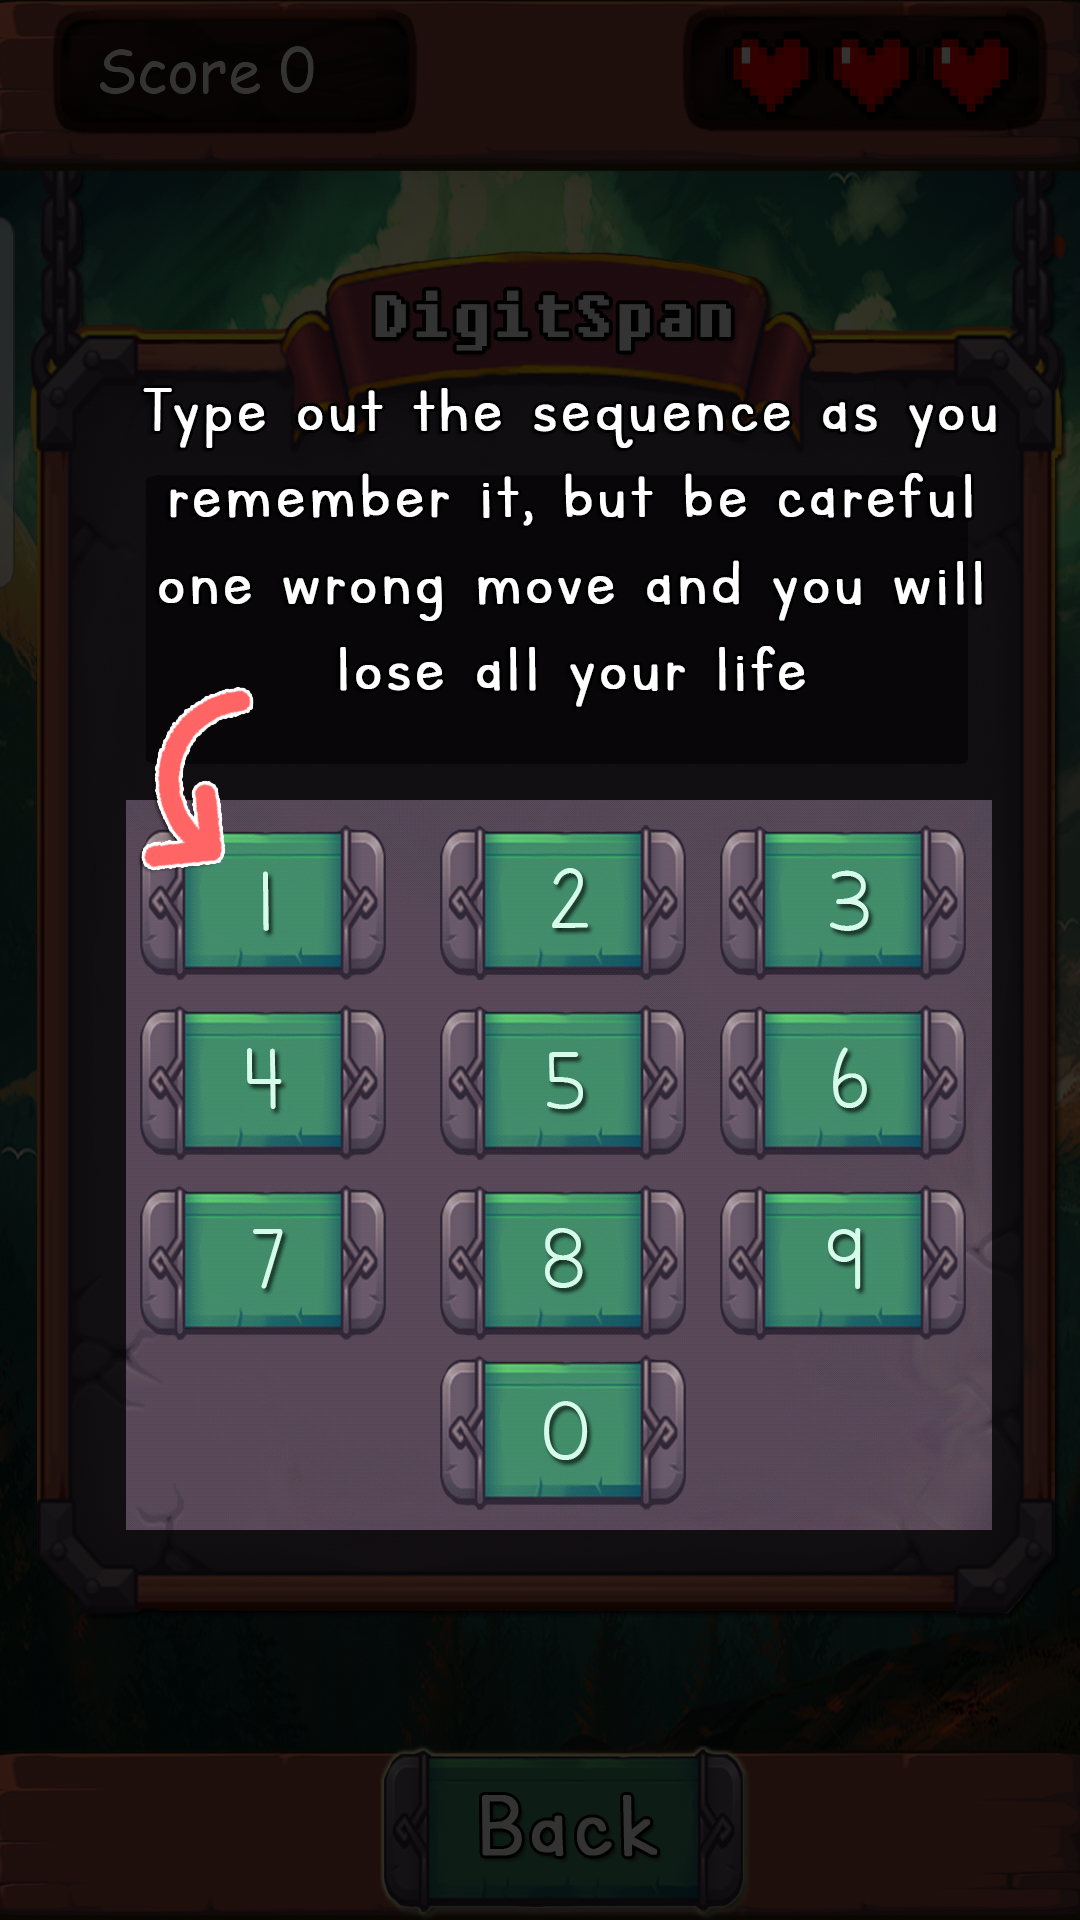 Score 0
DigitSpan
Type out the sequence as you
remember it, but be careful
one wrong move and you will
lose all your life
1 2 3
4 5 6
7 8 9
0
Back